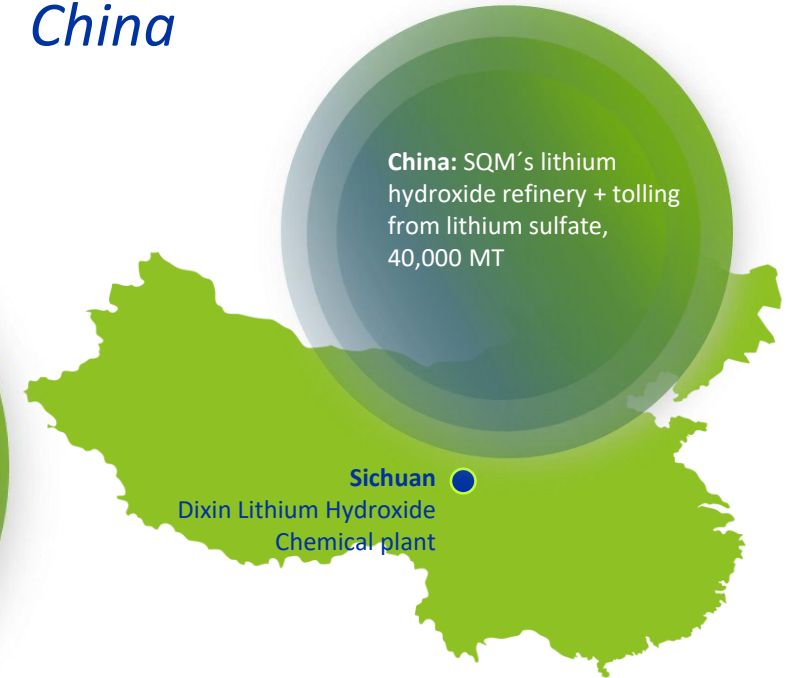 China
China: SQM´s lithium
hydroxide refinery + tolling
from lithium sulfate,
40,000 MT
Sichuan
Dixin Lithium Hydroxide
Chemical plant